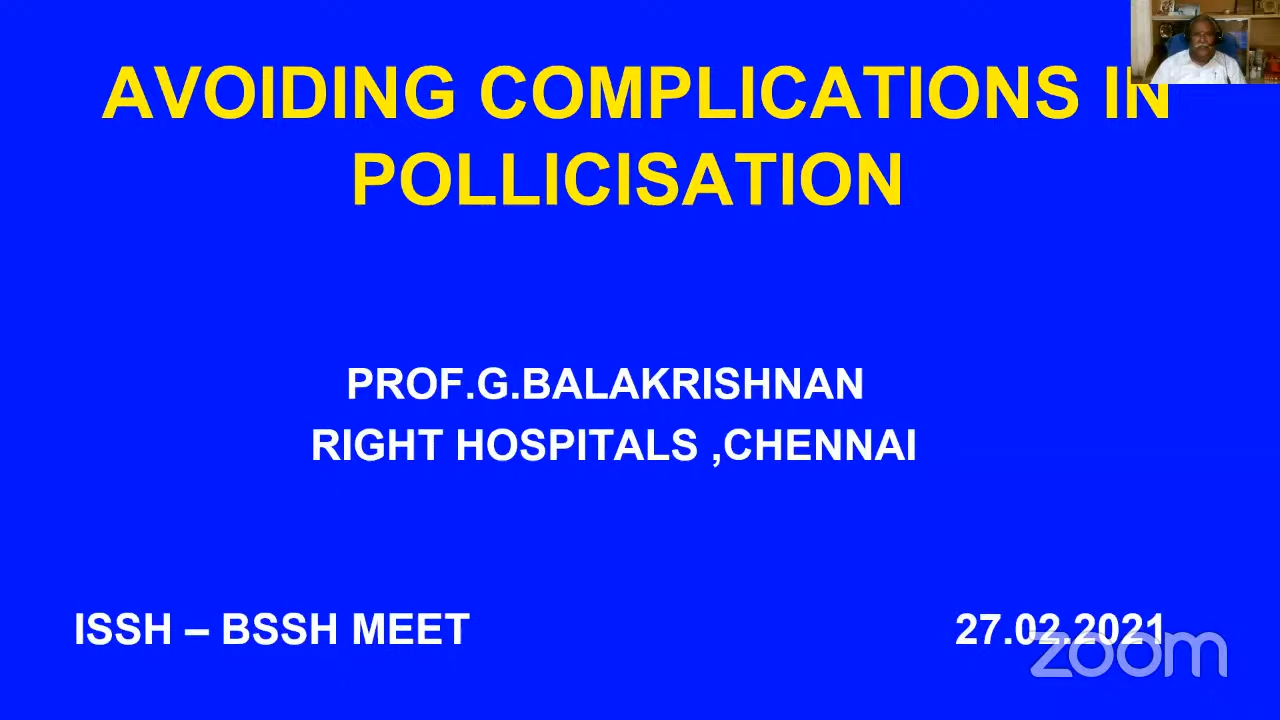 AVOIDING COMPLICATIONS IN
POLLICISATION
PROF.G.BALAKRISHNAN
RIGHT HOSPITALS ,CHENNAI
ISSH – BSSH MEET
27.02.2021
zoom